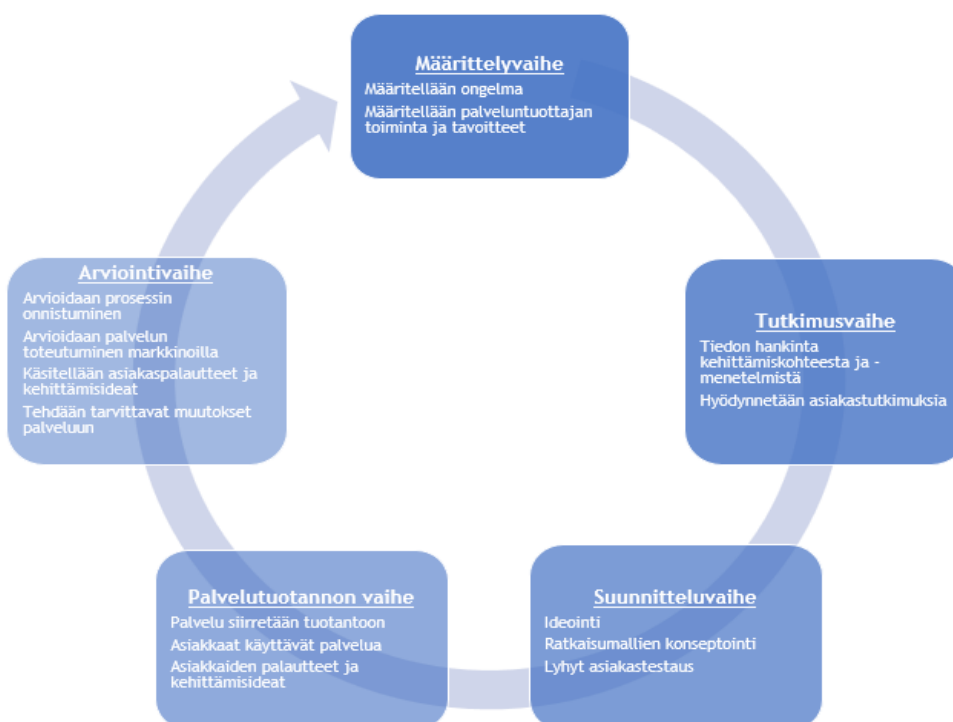 Määrittelyvaihe
Määritellään ongelma
Määritellään palveluntuottajan
toiminta ja tavoitteet
Tutkimusvaihe
Tiedon hankinta
kehittämiskohteesta ja -
menetelmistä
Hyödynnetään asiakastutkimuksia
Suunnitteluvaihe
Ideointi
Ratkaisumallien konseptointi
Lyhyt asiakastestaus
Palvelutuotannon vaihe
Palvelu siirretään tuotantoon
Asiakkaat käyttävät palvelua
Asiakkaiden palautteet ja
kehittämisideat
Arviointivaihe
Arvioidaan prosessin
onnistuminen
Arvioidaan palvelun
toteutuminen markkinoilla
Käsitellään asiakaspalautteet ja
kehittämisideat
Tehdään tarvittavat muutokset
palveluun